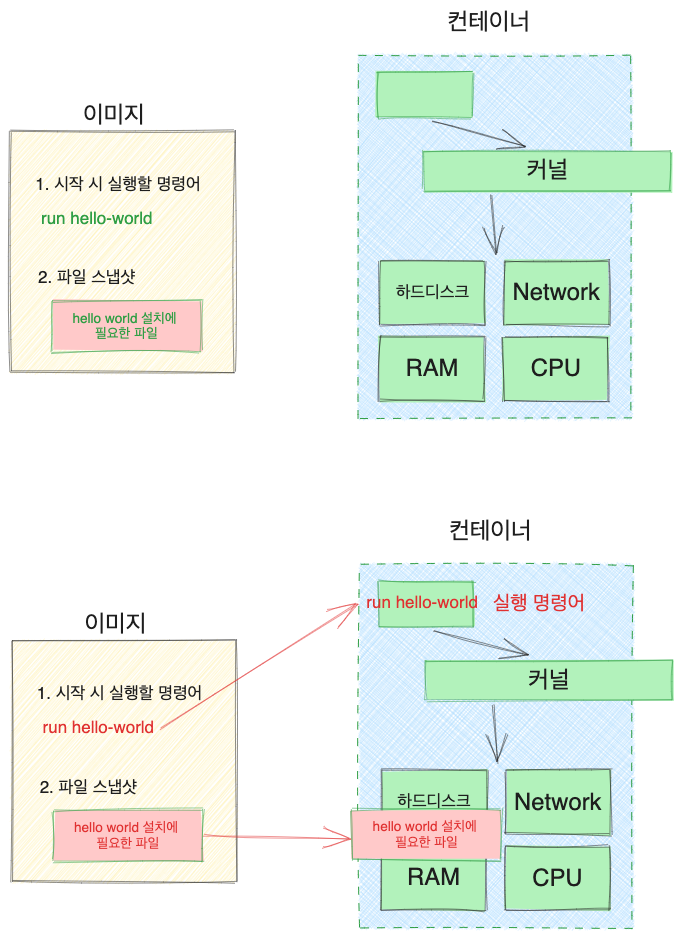 컨테이너
이미지
1. 시작 시 실행할 명령어
run hello-world
2. 파일 스냅샷
hello world 설치에
필요한 파일
커널
하드디스크
Network
RAM
CPU
컨테이너
이미지
1. 시작 시 실행할 명령어
run hello-world
2. 파일 스냅샷
hello world 설치에
필요한 파일
run hello-world 실행 명령어
커널
하드디스크
Network
hello world 설치에
필요한 파일
RAM
CPU